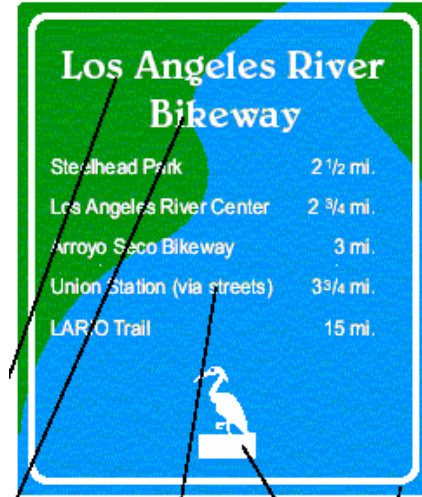 Los Angeles River
Bikeway
Steelhead Park 2 1/2 mi.
Los Angeles River Center 2 3/4 mi.
Arroyo Seco Bikeway 3 mi.
Union Station (via streets) 3 3/4 mi.
LARIO Trail 15 mi.